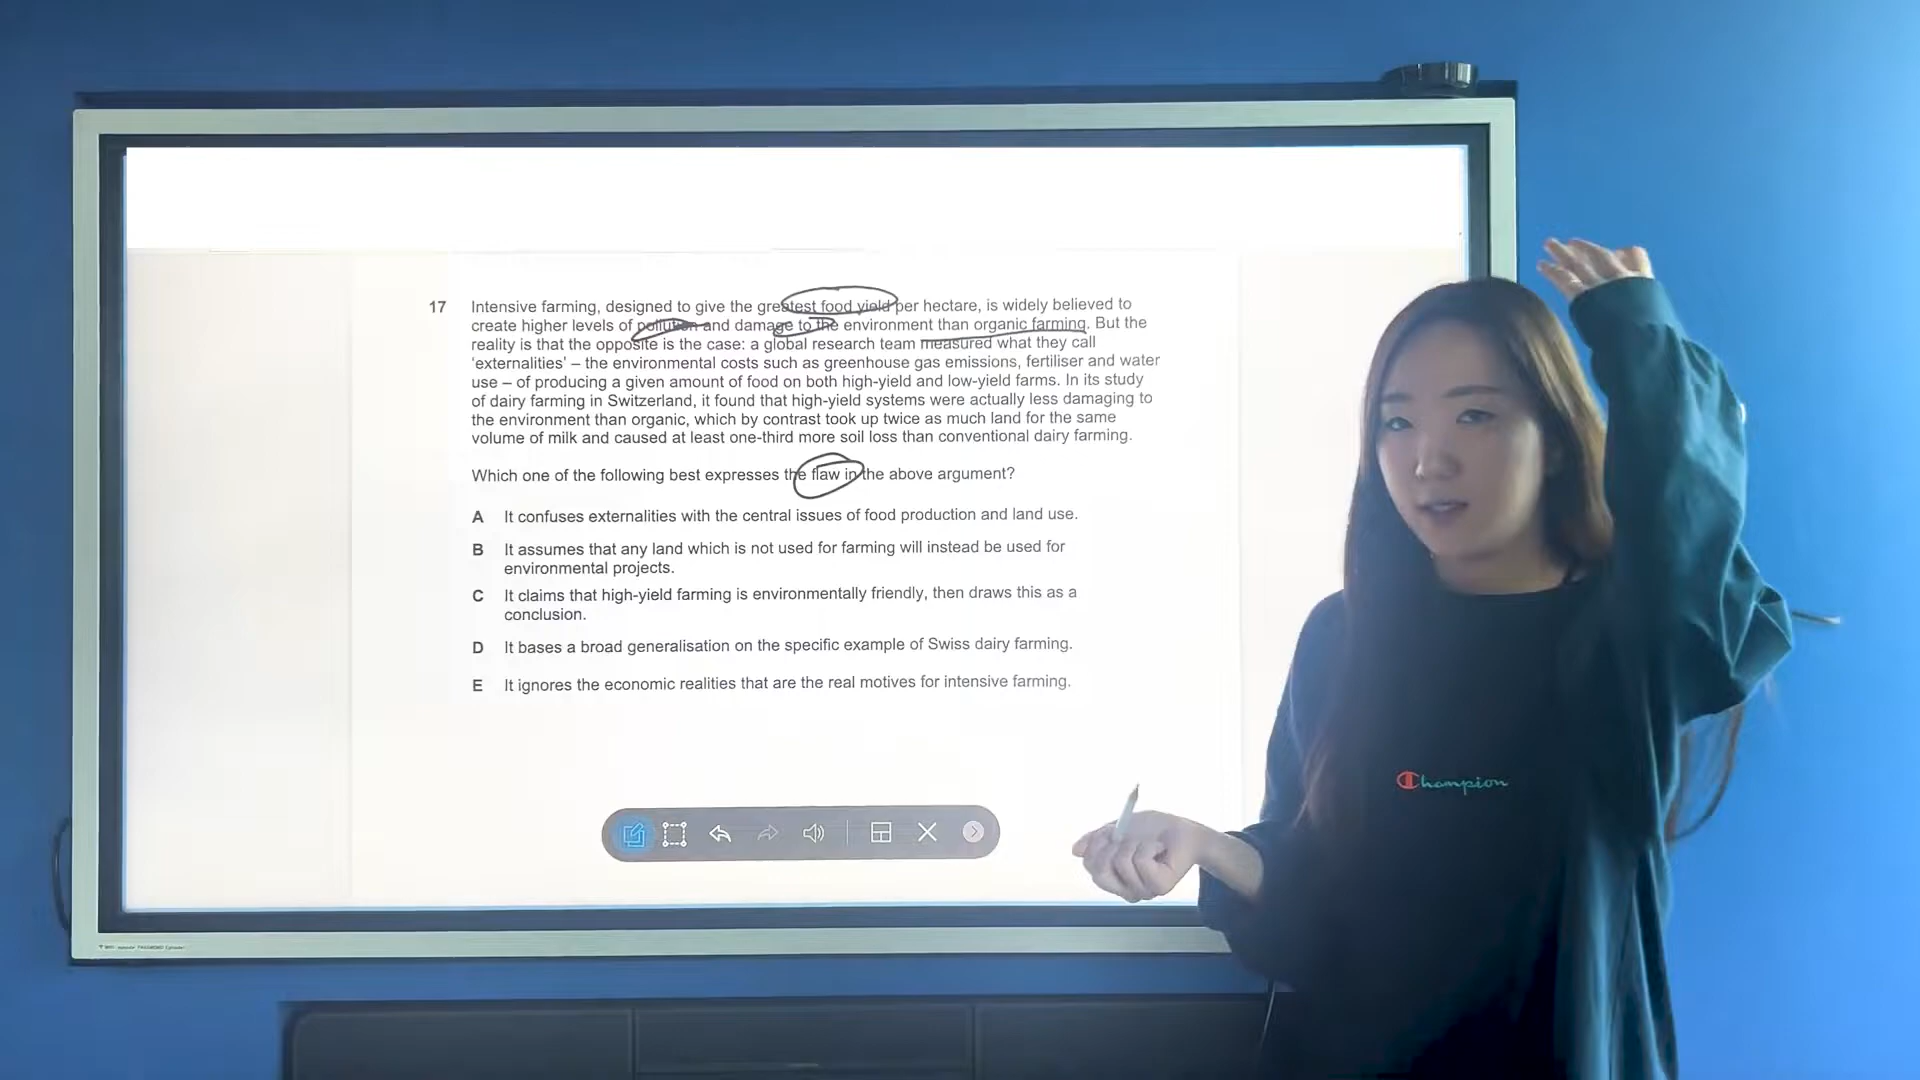 17 Intensive farming, designed to give the greatest food yield per hectare, is widely believed to
create higher levels of pollution and damage to the environment than organic farming. But the
reality is that the opposite is the case: a global research team measured what they call
‘externalities’ – the environmental costs such as greenhouse gas emissions, fertiliser and water
use – of producing a given amount of food on both high-yield and low-yield farms. In its study
of dairy farming in Switzerland, it found that high-yield systems were actually less damaging to
the environment than organic, which by contrast took up twice as much land for the same
volume of milk and caused at least one-third more soil loss than conventional dairy farming.
Which one of the following best expresses the flaw in the above argument?
A It confuses externalities with the central issues of food production and land use.
B It assumes that any land which is not used for farming will instead be used for
environmental projects.
C It claims that high-yield farming is environmentally friendly, then draws this as a
conclusion.
D It bases a broad generalisation on the specific example of Swiss dairy farming.
E It ignores the economic realities that are the real motives for intensive farming.
Champion